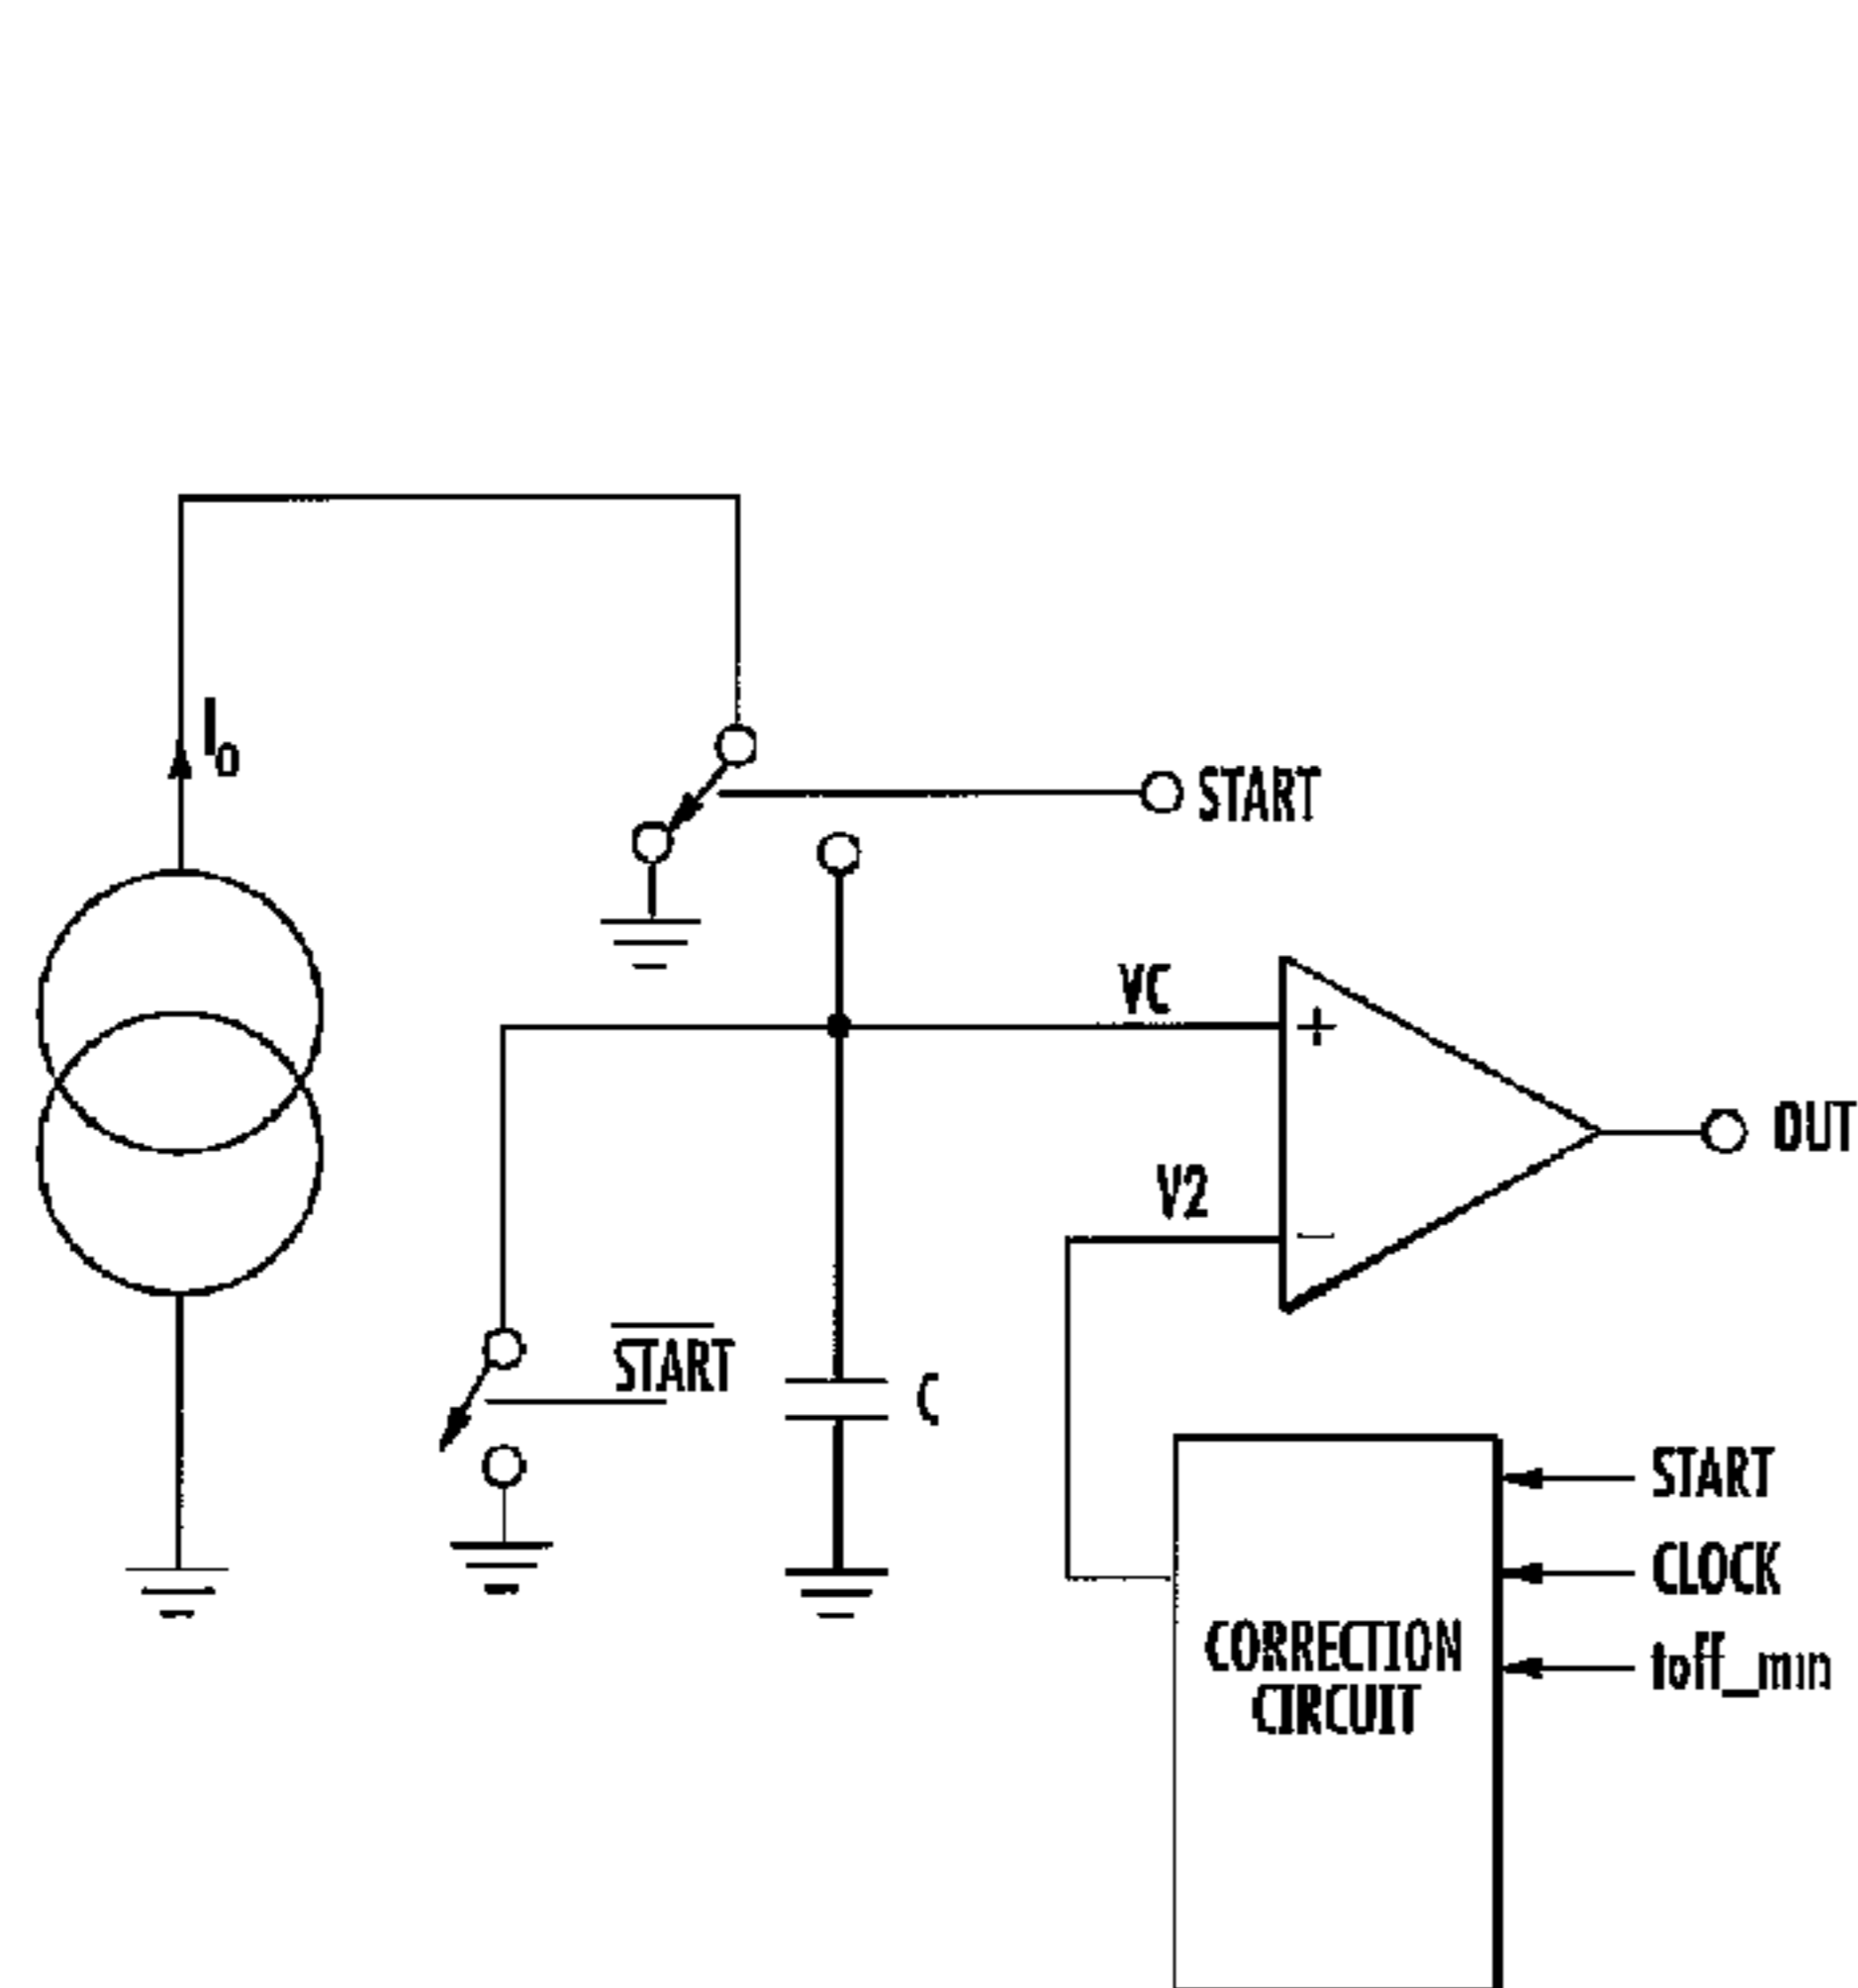 I0
START
VC
+
OUT
V2
−
START
C
START
CLOCK
CORRECTION
CIRCUIT
toff_min